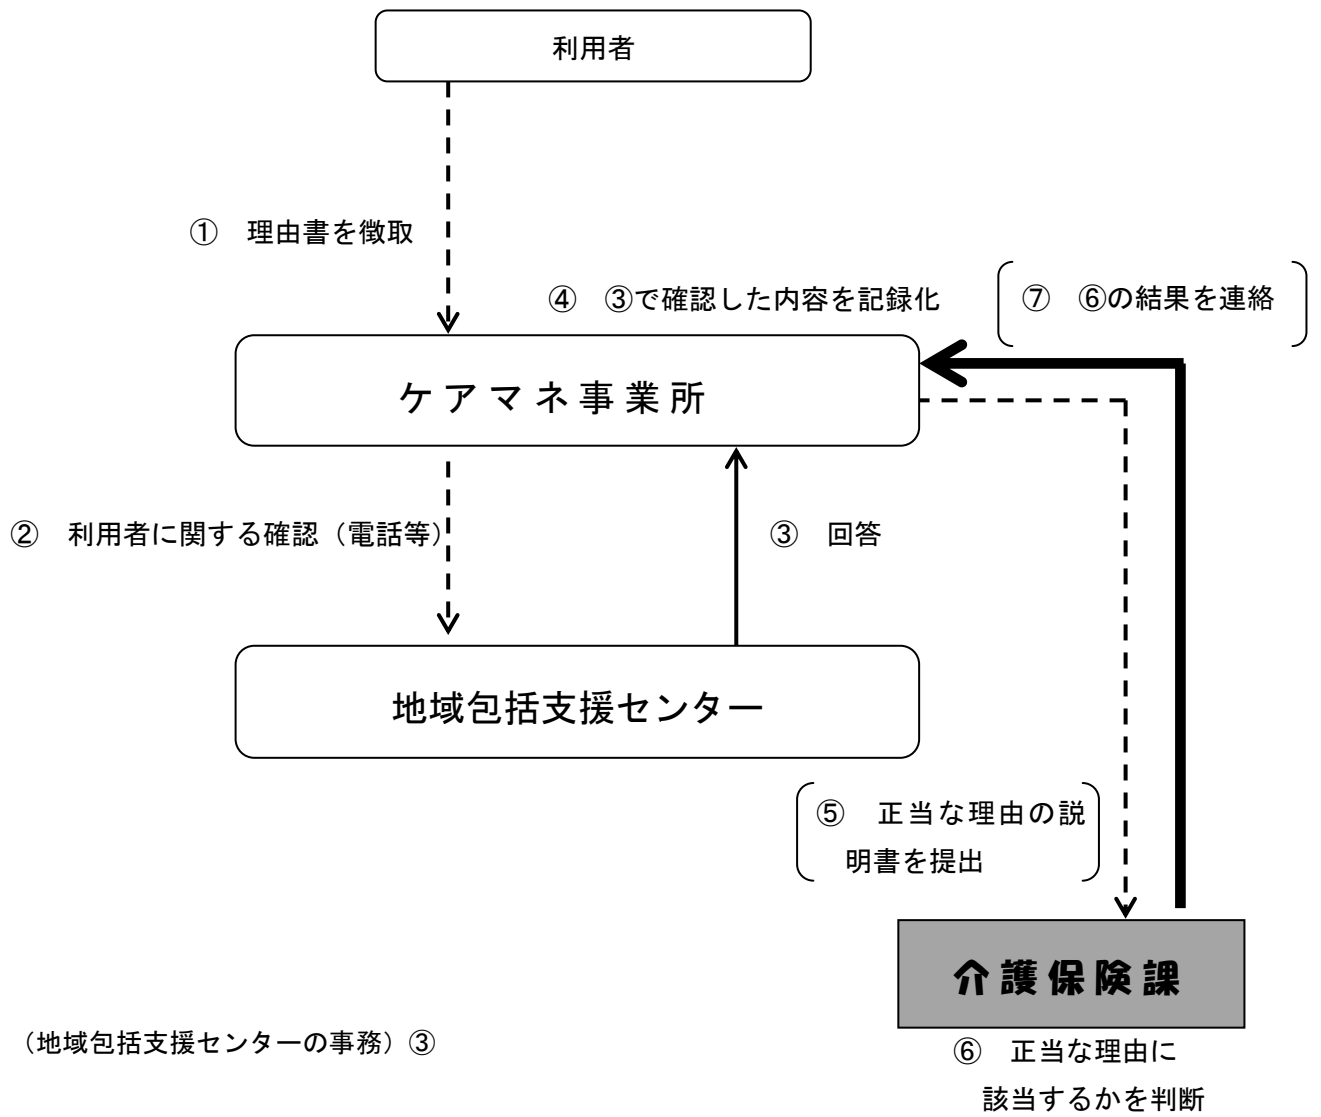 利用者
①　理由書を徴取
④　③で確認した内容を記録化
⑦　⑥の結果を連絡
ケアマネ事業所
②　利用者に関する確認（電話等）
③　回答
地域包括支援センター
⑤　正当な理由の説
明書を提出
介護保険課
（地域包括支援センターの事務）③
⑥　正当な理由に
該当するかを判断